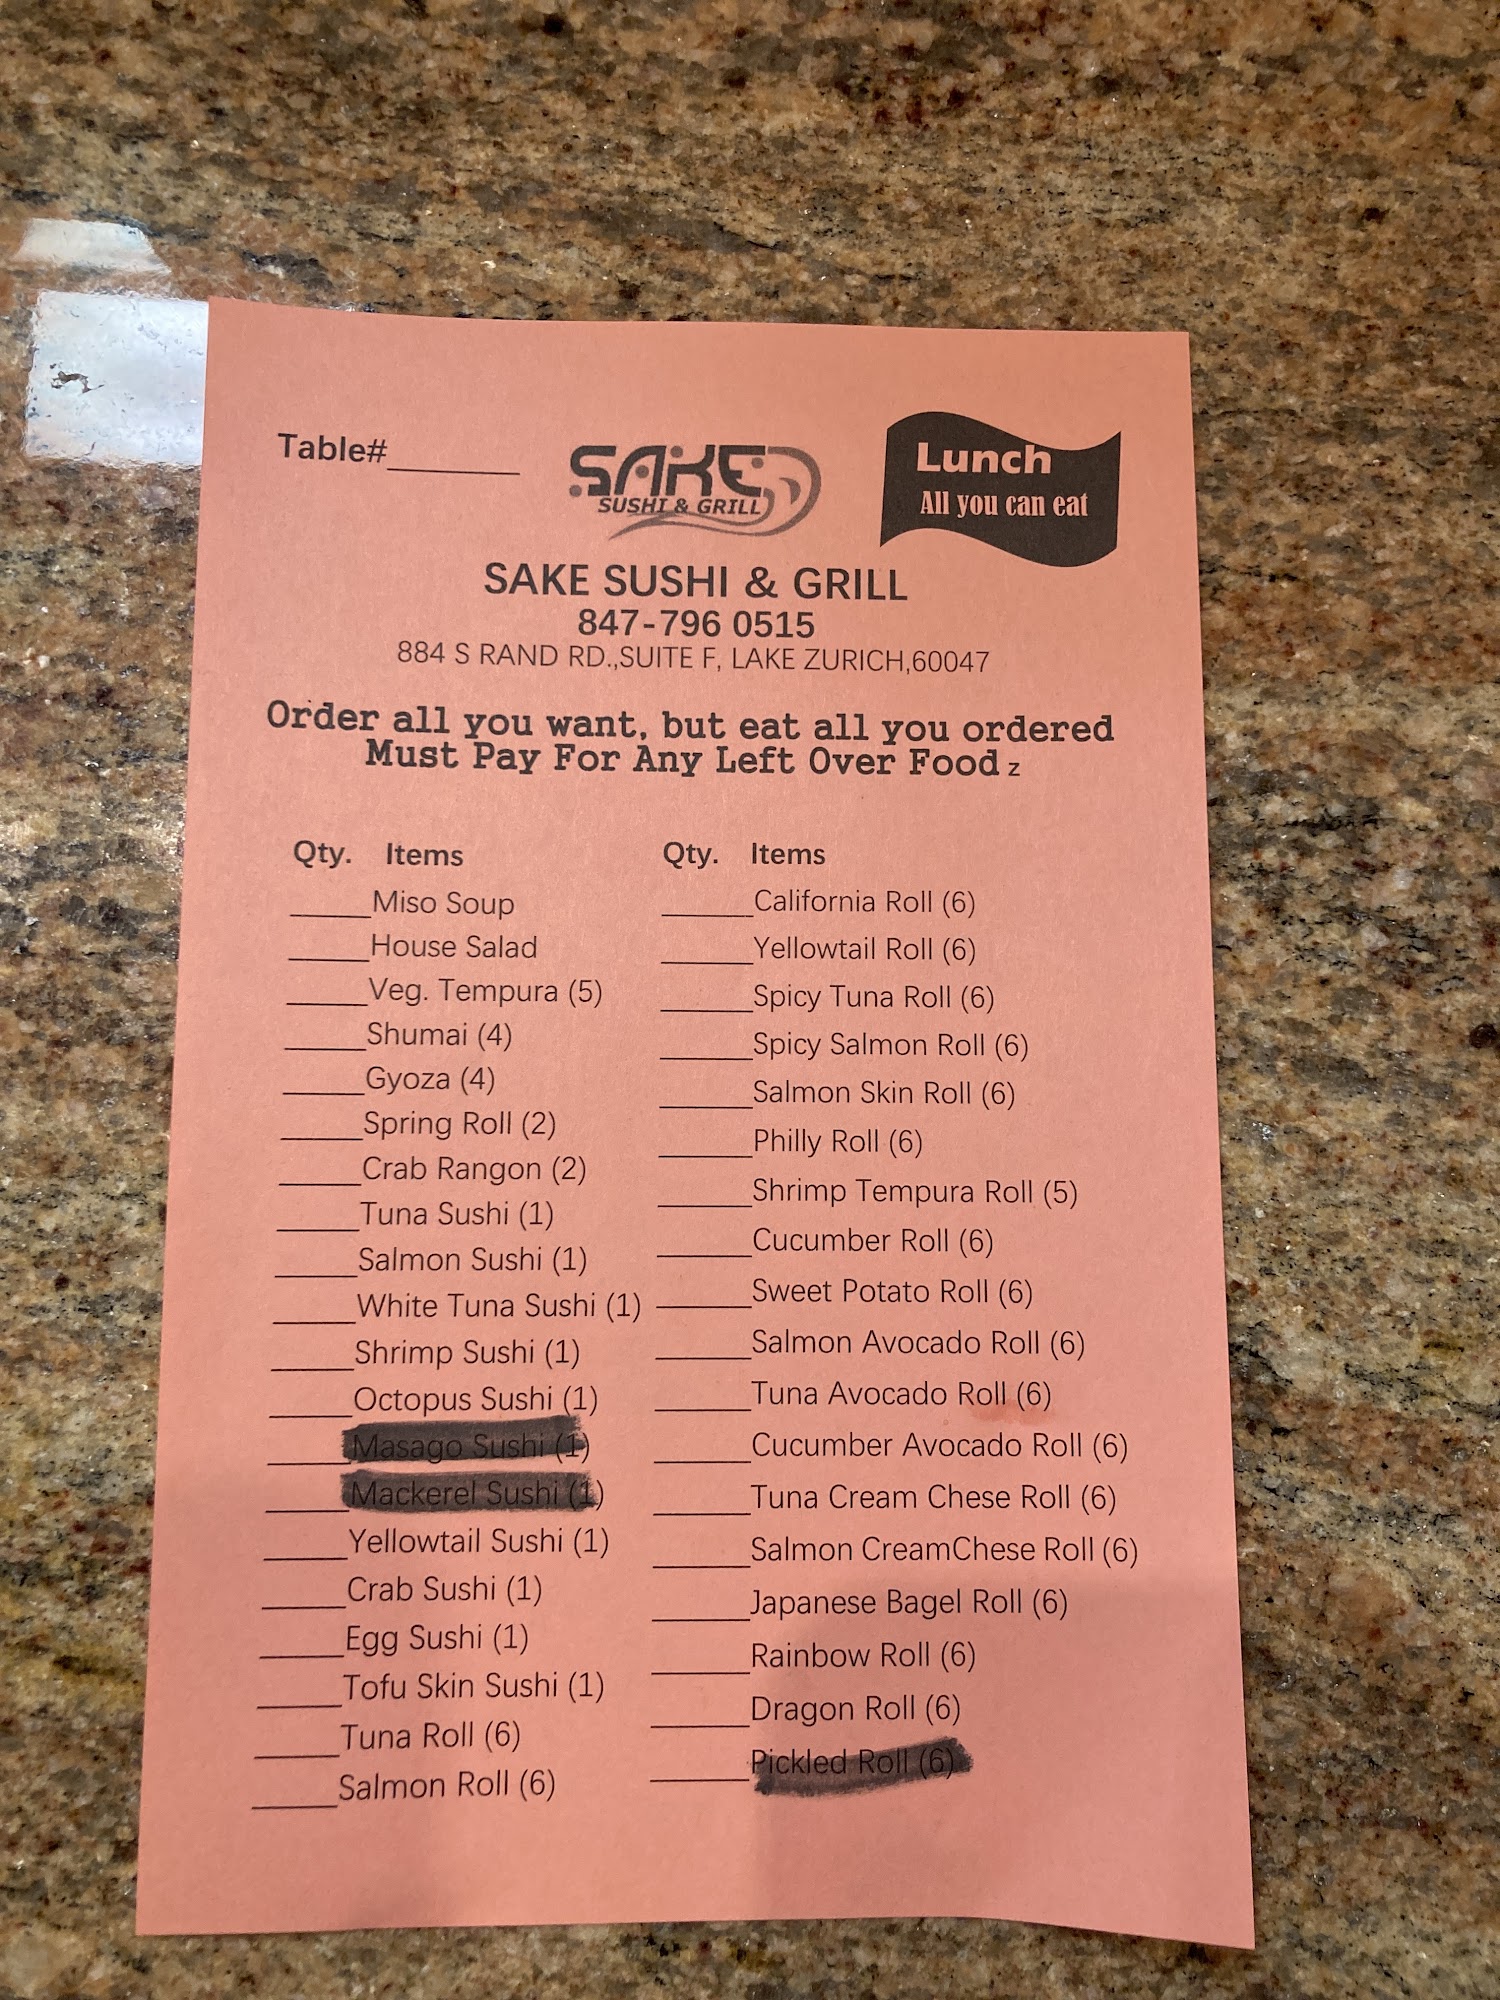 Table#
SAKE
SUSHI & GRILL
Lunch
All you can eat
SAKE SUSHI & GRILL
847-796 0515
884 S RAND RD.,SUITE F, LAKE ZURICH,60047
Order all you want, but eat all you ordered
Must Pay For Any Left Over Food z
Qty. Items
Miso Soup
House Salad
Veg. Tempura (5)
Shumai (4)
Gyoza (4)
Spring Roll (2)
Crab Rangon (2)
Tuna Sushi (1)
Salmon Sushi (1)
White Tuna Sushi (1)
Shrimp Sushi (1)
Octopus Sushi (1)
Masago Sushi (1)
Mackerel Sushi (1)
Yellowtail Sushi (1)
Crab Sushi (1)
Egg Sushi (1)
Tofu Skin Sushi (1)
Tuna Roll (6)
Salmon Roll (6)
Qty. Items
California Roll (6)
Yellowtail Roll (6)
Spicy Tuna Roll (6)
Spicy Salmon Roll (6)
Salmon Skin Roll (6)
Philly Roll (6)
Shrimp Tempura Roll (5)
Cucumber Roll (6)
Sweet Potato Roll (6)
Salmon Avocado Roll (6)
Tuna Avocado Roll (6)
Cucumber Avocado Roll (6)
Tuna Cream Chese Roll (6)
Salmon CreamChese Roll (6)
Japanese Bagel Roll (6)
Rainbow Roll (6)
Dragon Roll (6)
Pickled Roll (6)